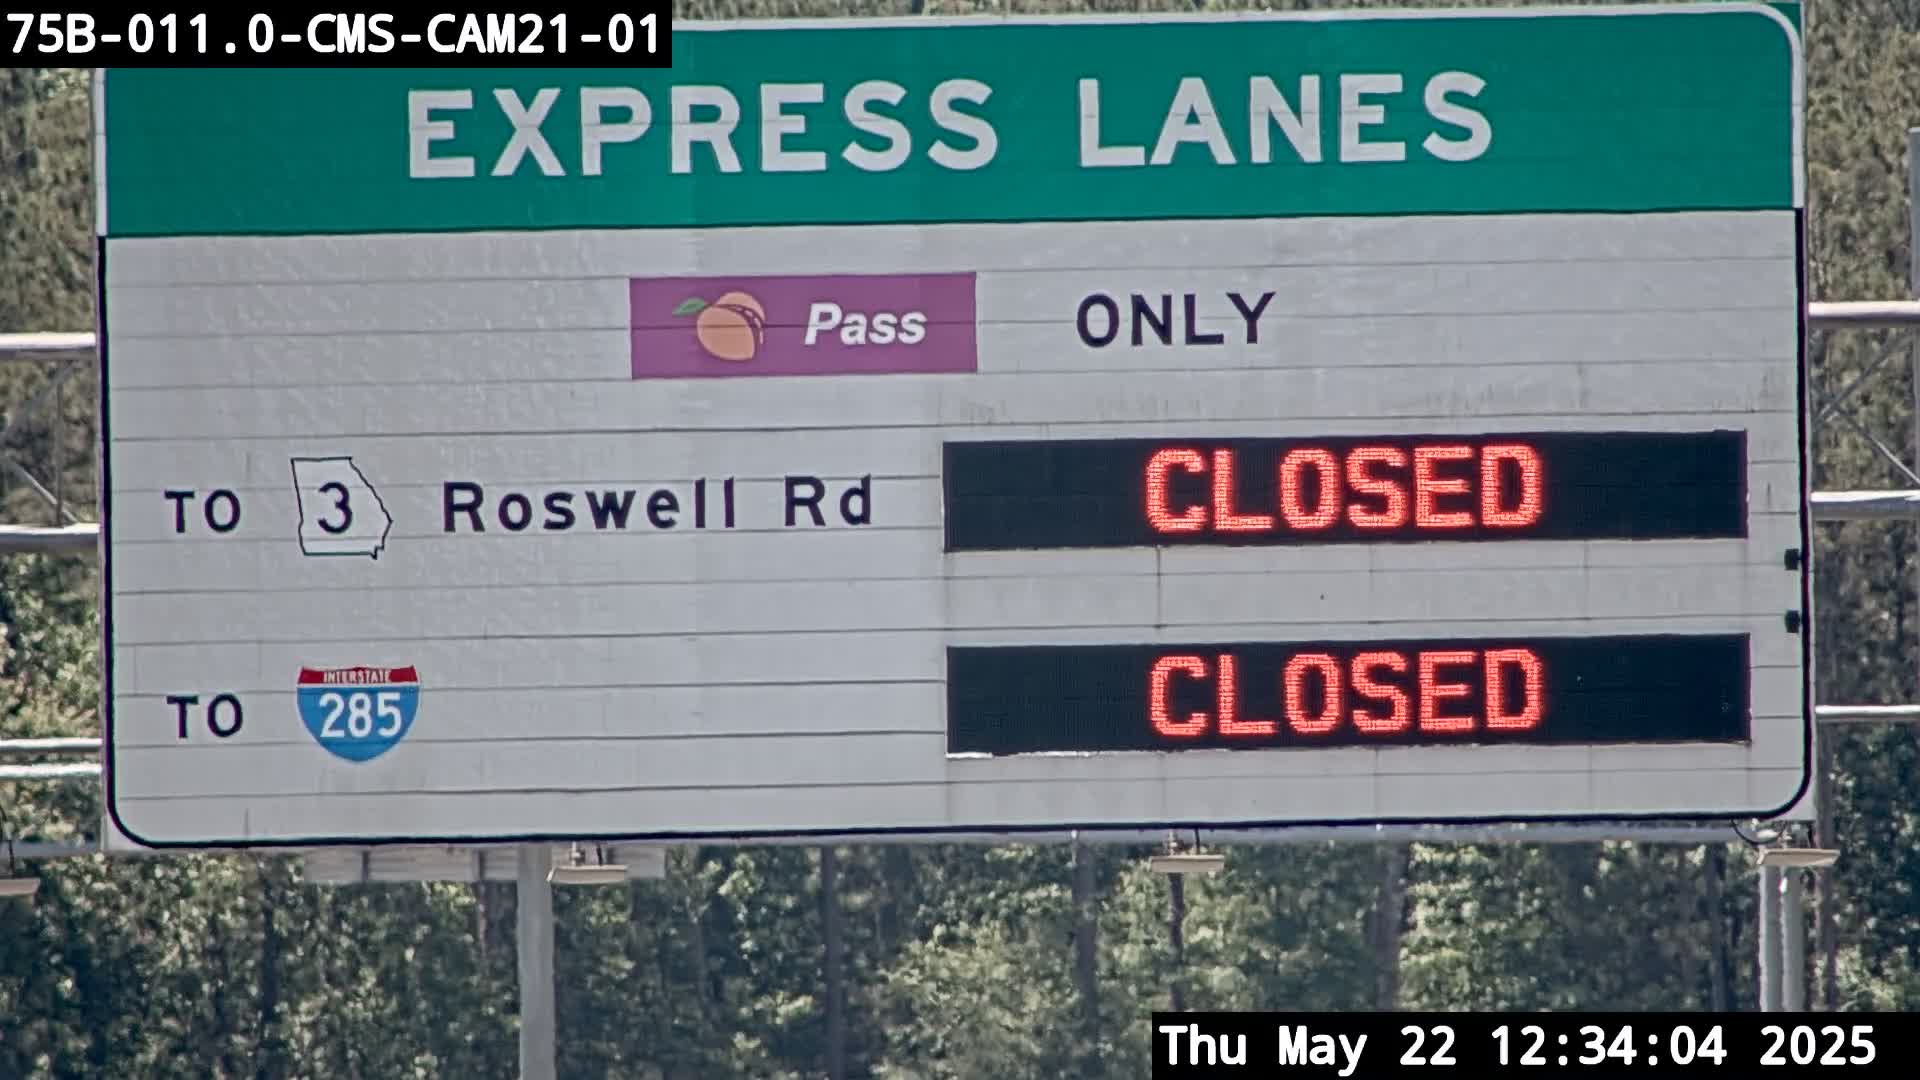 75B-011.0-CMS-CAM21-01
EXPRESS LANES
Pass ONLY
TO 3 Roswell Rd CLOSED
INTERSTATE
TO 285 CLOSED
Thu May 22 12:34:04 2025